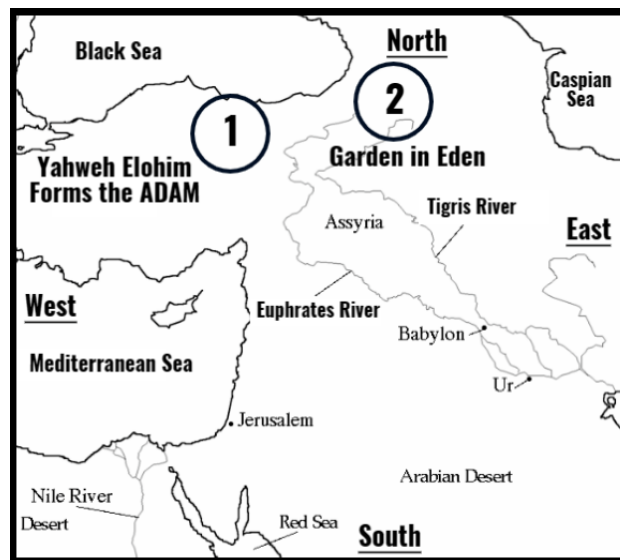 North
Black Sea
Caspian
Sea
2
1
Garden in Eden
Yahweh Elohim
Forms the ADAM
Tigris River
Assyria
East
West
Euphrates River
Babylon
Mediterranean Sea
Ur
Jerusalem
Arabian Desert
Nile River
Desert
Red Sea
South